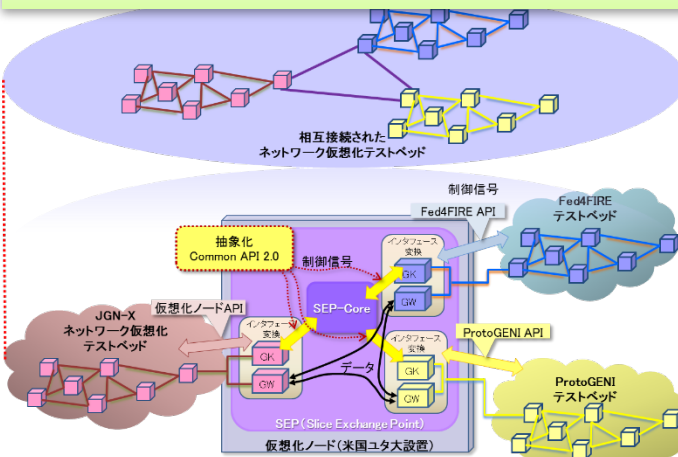 相互接続された
ネットワーク仮想化テストベッド
制御信号
Fed4FIRE API
Fed4FIRE
テストベッド
抽象化
Common API 2.0
制御信号
インタフェース
変換
GK
GW
SEP-Core
仮想化ノードAPI
JGN-X
ネットワーク仮想化
テストベッド
インタフェース
変換
GK
GW
データ
インタフェース
変換
GK
GW
ProtoGENI API
ProtoGENI
テストベッド
SEP(Slice Exchange Point)
仮想化ノード(米国ユタ大設置)